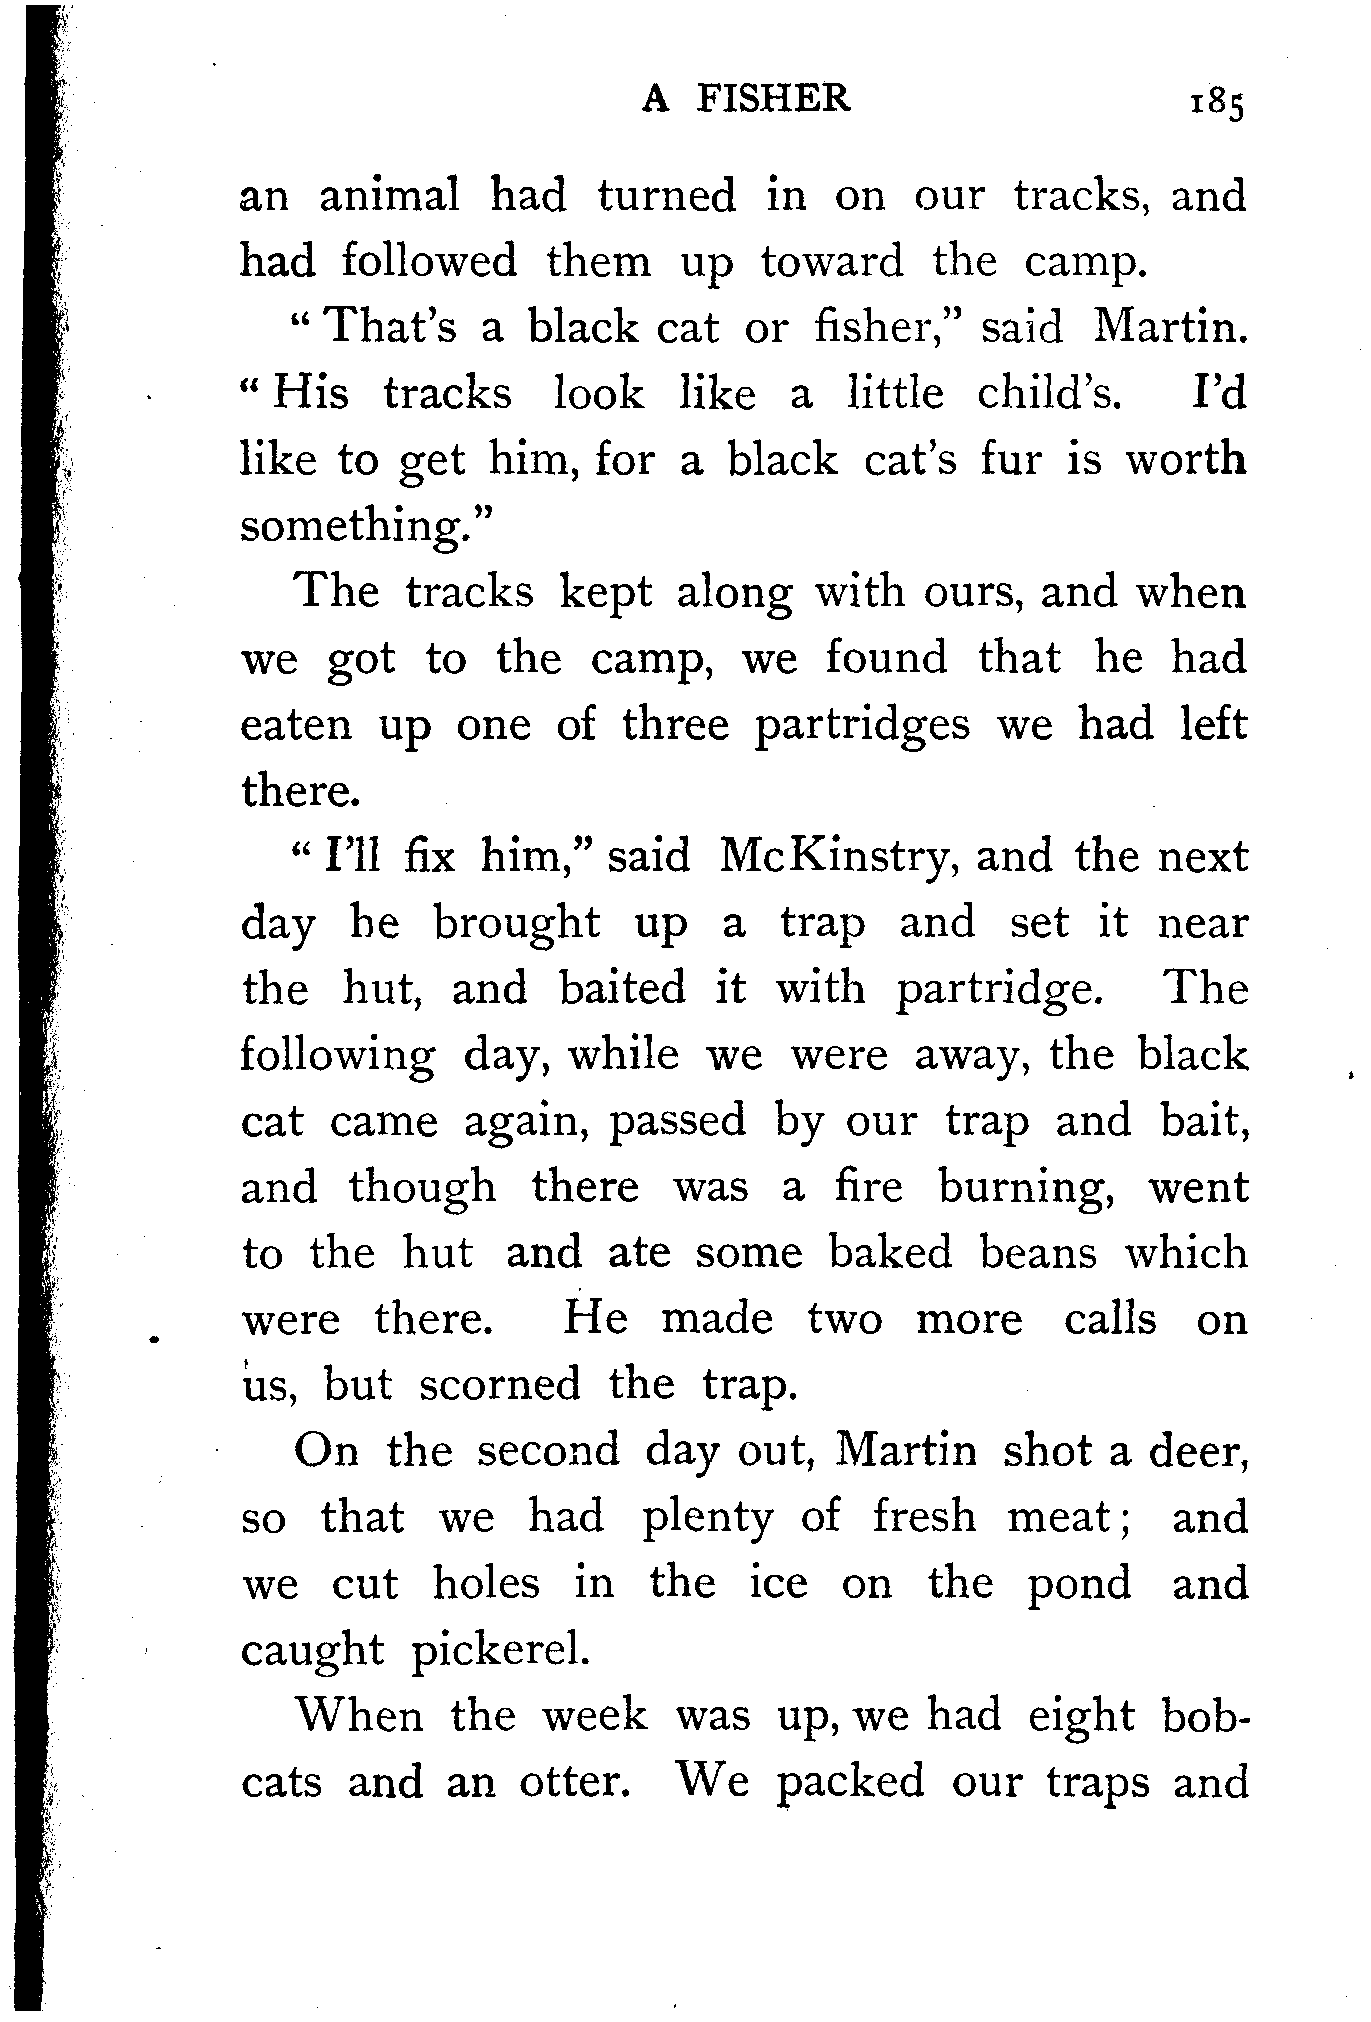 A FISHER 185
an animal had turned in on our tracks, and
had followed them up toward the camp.
“ That’s a black cat or fisher,” said Martin.
“ His tracks look like a little child’s. I’d
like to get him, for a black cat’s fur is worth
something.”
The tracks kept along with ours, and when
we got to the camp, we found that he had
eaten up one of three partridges we had left
there.
“ I’ll fix him,” said McKinstry, and the next
day he brought up a trap and set it near
the hut, and baited it with partridge. The
following day, while we were away, the black
cat came again, passed by our trap and bait,
and though there was a fire burning, went
to the hut and ate some baked beans which
were there. He made two more calls on
us, but scorned the trap.
On the second day out, Martin shot a deer,
so that we had plenty of fresh meat ; and
we cut holes in the ice on the pond and
caught pickerel.
When the week was up, we had eight bob-
cats and an otter. We packed our traps and